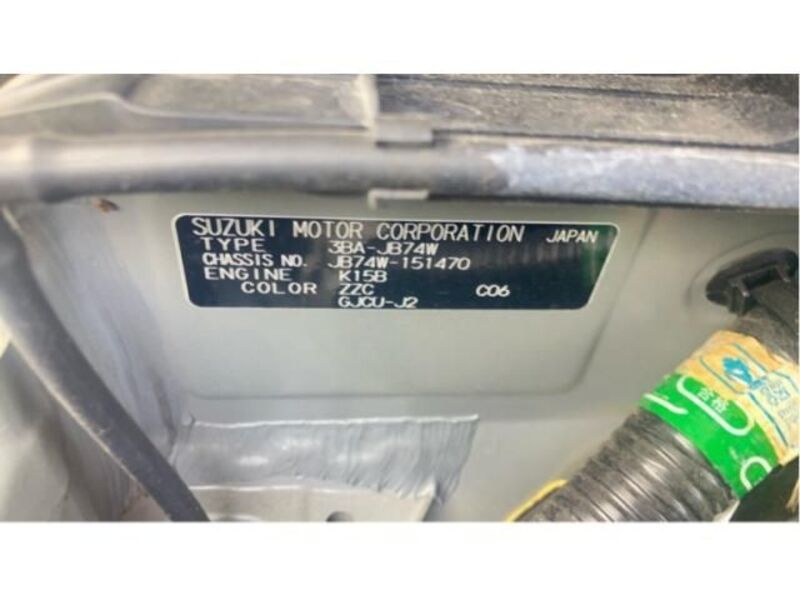 SUZUKI MOTOR CORPORATION JAPAN
TYPE 3BA-JB74W
CHASSIS NO. JB74W-151470
ENGINE K15B
COLOR ZZC C06
GJCU-J2